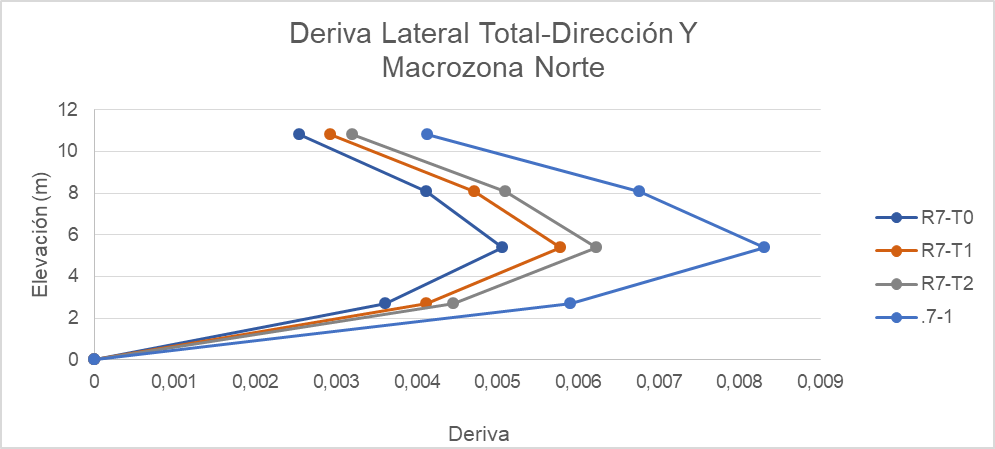 Deriva Lateral Total-Dirección Y
Macrozona Norte
12
10
8
6
4
2
0
Elevación (m)
0 0,001 0,002 0,003 0,004 0,005 0,006 0,007 0,008 0,009
Deriva
R7-T0
R7-T1
R7-T2
.7-1